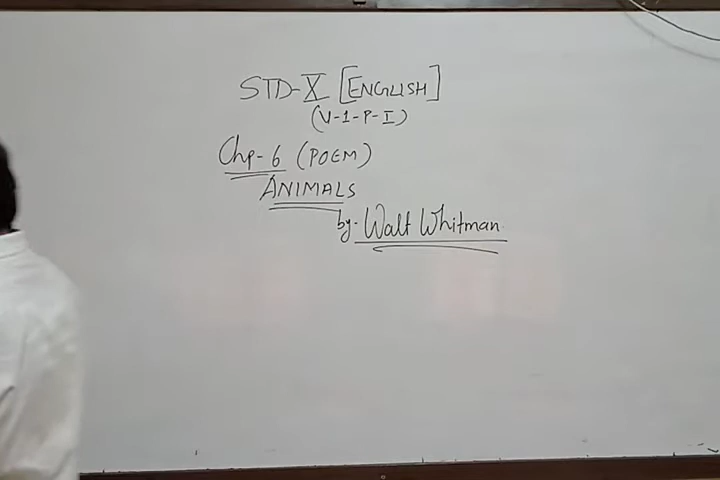 STD-X [ENGLISH]
(V-1-P-I)
Chp-6 (POEM)
ANIMALS
by- Walt Whitman